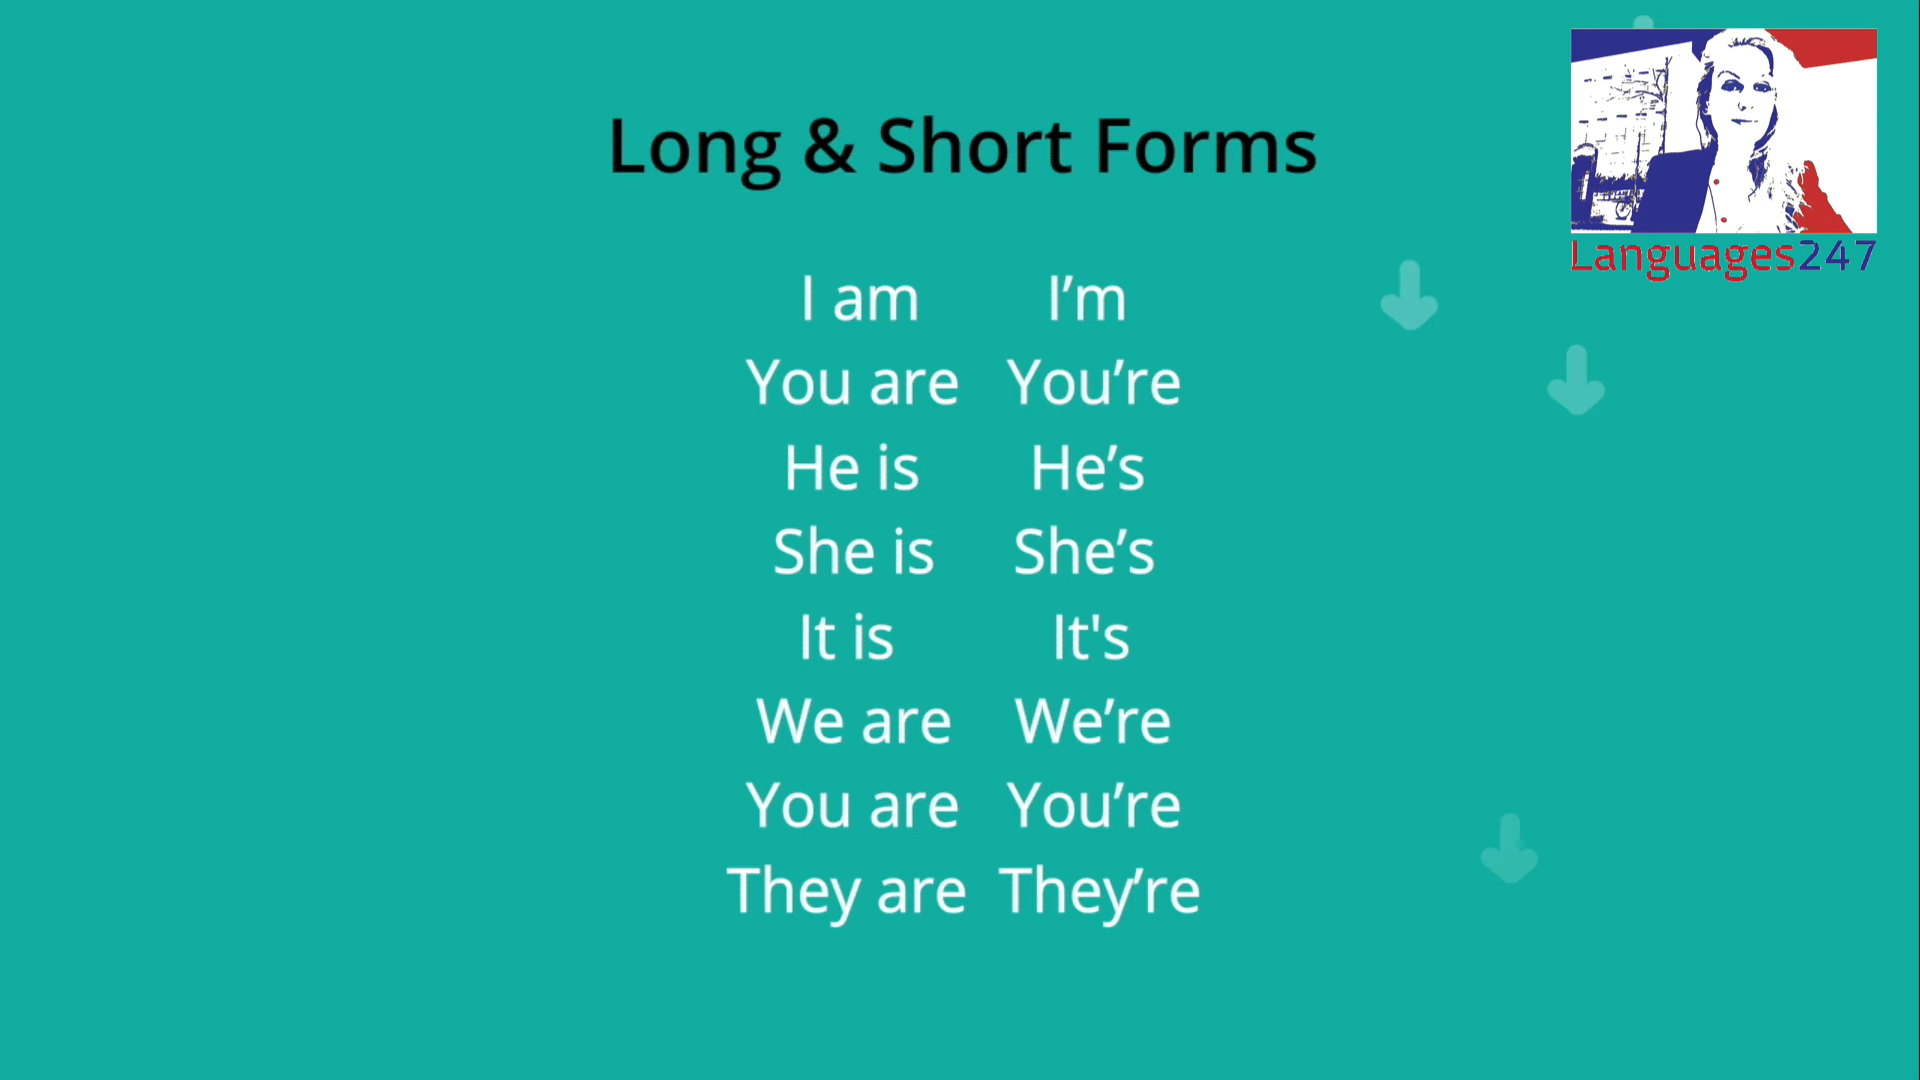 Long & Short Forms
Languages247
I am I’m
You are You’re
He is He’s
She is She’s
It is It's
We are We’re
You are You’re
They are They’re